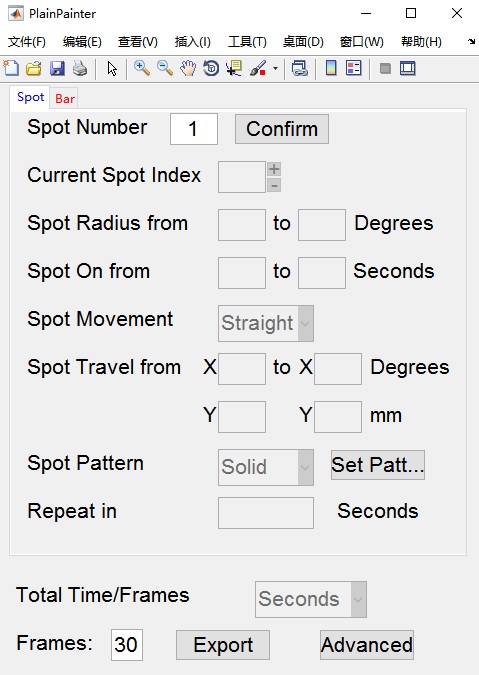 PlainPainter
文件(F) 编辑(E) 查看(V) 插入(I) 工具(T) 桌面(D) 窗口(W) 帮助(H)
Spot Bar
Spot Number 1 Confirm
Current Spot Index + -
Spot Radius from to Degrees
Spot On from to Seconds
Spot Movement Straight
Spot Travel from X to X Degrees
Y Y mm
Spot Pattern Solid Set Patt...
Repeat in Seconds
Total Time/Frames Seconds
Frames: 30 Export Advanced